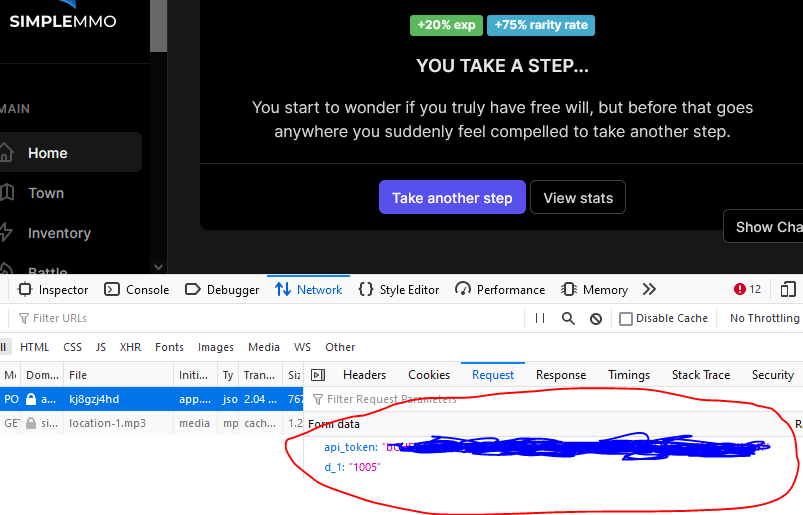 SIMPLEMMO
+20% exp +75% rarity rate
YOU TAKE A STEP...
You start to wonder if you truly have free will, but before that goes
anywhere you suddenly feel compelled to take another step.
MAIN
Home
Town
Inventory
Battle
Take another step View stats
Show Cha
Inspector Console Debugger Network Style Editor Performance Memory 12
Filter URLs Disable Cache No Throttling
ll HTML CSS JS XHR Fonts Images Media WS Other
Me Dom... File Initi... Ty Tran... Siz
Headers Cookies Request Response Timings Stack Trace Security
PO a... kj8gzj4hd app.... jso 2.04 ... 767
GET si... location-1.mp3 media mp cach... 1.2
Filter Request Parameters
Form data Ra
api_token:
d_1: "1005"